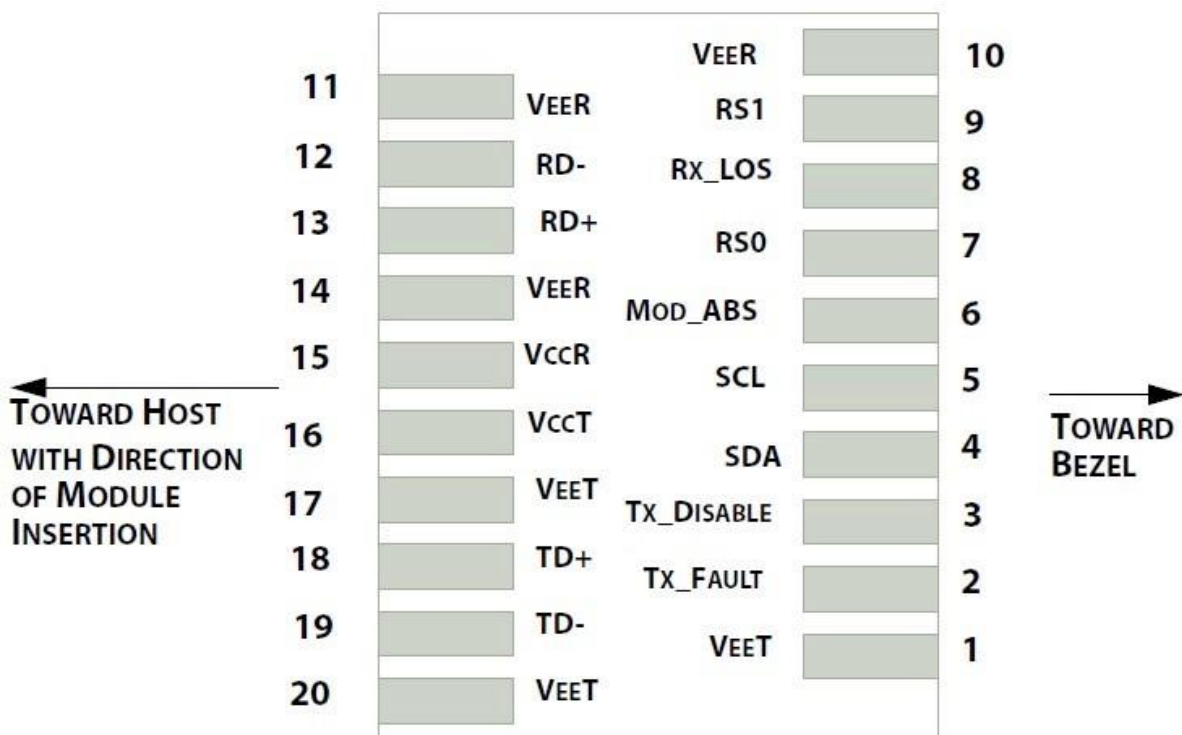 VEER
10
11
VEER
RS1
9
12
RD-
RX_LOS
8
13
RD+
RS0
7
14
VEER
MOD_ABS
6
15
VCCR
SCL
5
TOWARD HOST
WITH DIRECTION
OF MODULE
INSERTION
TOWARD
BEZEL
16
VCCT
SDA
4
17
VEET
TX_DISABLE
3
18
TD+
TX_FAULT
2
19
TD-
VEET
1
20
VEET